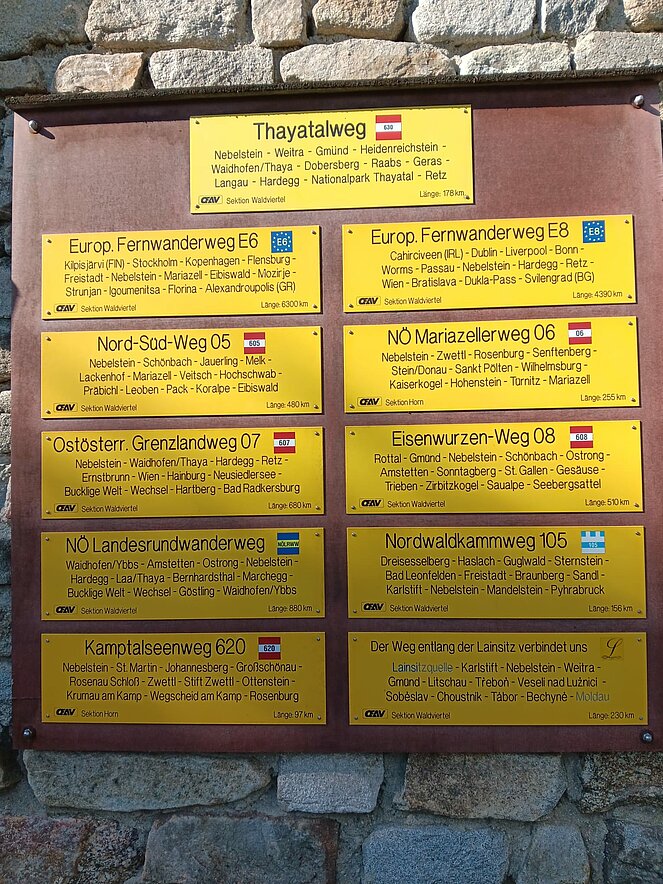 Thayatalweg 630
Nebelstein - Weitra - Gmünd - Heidenreichstein -
Waidhofen/Thaya - Dobersberg - Raabs - Geras -
Langau - Hardegg - Nationalpark Thayatal - Retz
ÖAV Sektion Waldviertel Länge: 178 km
Europ. Fernwanderweg E6 E6
Kilpisjärvi (FIN) - Stockholm - Kopenhagen - Flensburg -
Freistadt - Nebelstein - Mariazell - Eibiswald - Mozirje -
Strunjan - Igoumenitsa - Florina - Alexandroupolis (GR)
ÖAV Sektion Waldviertel Länge: 6300 km
Europ. Fernwanderweg E8 E8
Cahirciveen (IRL) - Dublin - Liverpool - Bonn -
Worms - Passau - Nebelstein - Hardegg - Retz -
Wien - Bratislava - Dukla-Pass - Svilengrad (BG)
ÖAV Sektion Waldviertel Länge: 4390 km
Nord-Süd-Weg 05 605
Nebelstein - Schönbach - Jauerling - Melk -
Lackenhof - Mariazell - Veitsch - Hochschwab -
Präbichl - Leoben - Pack - Koralpe - Eibiswald
ÖAV Sektion Waldviertel Länge: 480 km
NÖ Mariazellerweg 06 06
Nebelstein - Zwettl - Rosenburg - Senftenberg -
Stein/Donau - Sankt Pölten - Wilhelmsburg -
Kaiserkogel - Hohenstein - Türnitz - Mariazell
ÖAV Sektion Horn Länge: 255 km
Ostösterr. Grenzlandweg 07 607
Nebelstein - Waidhofen/Thaya - Hardegg - Retz -
Ernstbrunn - Wien - Hainburg - Neusiedlersee -
Bucklige Welt - Wechsel - Hartberg - Bad Radkersburg
ÖAV Sektion Waldviertel Länge: 680 km
Eisenwurzen-Weg 08 608
Rottal - Gmünd - Nebelstein - Schönbach - Ostrong -
Amstetten - Sonntagberg - St. Gallen - Gesäuse -
Trieben - Zirbitzkogel - Saualpe - Seebergsattel
ÖAV Sektion Waldviertel Länge: 510 km
NÖ Landesrundwanderweg NÖLRWW
Waidhofen/Ybbs - Amstetten - Ostrong - Nebelstein -
Hardegg - Laa/Thaya - Bernhardsthal - Marchegg -
Bucklige Welt - Wechsel - Göstling - Waidhofen/Ybbs
ÖAV Sektion Waldviertel Länge: 880 km
Nordwaldkammweg 105 105
Dreisesselberg - Haslach - Guglwald - Sternstein -
Bad Leonfelden - Freistadt - Braunberg - Sandl -
Karlstift - Nebelstein - Mandelstein - Pyhrabruck
ÖAV Sektion Waldviertel Länge: 156 km
Kamptalseenweg 620 620
Nebelstein - St. Martin - Johannesberg - Großschönau -
Rosenau Schloß - Zwettl - Stift Zwettl - Ottenstein -
Krumau am Kamp - Wegscheid am Kamp - Rosenburg
ÖAV Sektion Horn Länge: 97 km
Der Weg entlang der Lainsitz verbindet uns L
Lainsitzquelle - Karlstift - Nebelstein - Weitra -
Gmünd - Litschau - Třeboň - Veselí nad Lužnicí -
Soběslav - Choustnik - Tábor - Bechyně - Moldau
ÖAV Sektion Waldviertel Länge: 230 km